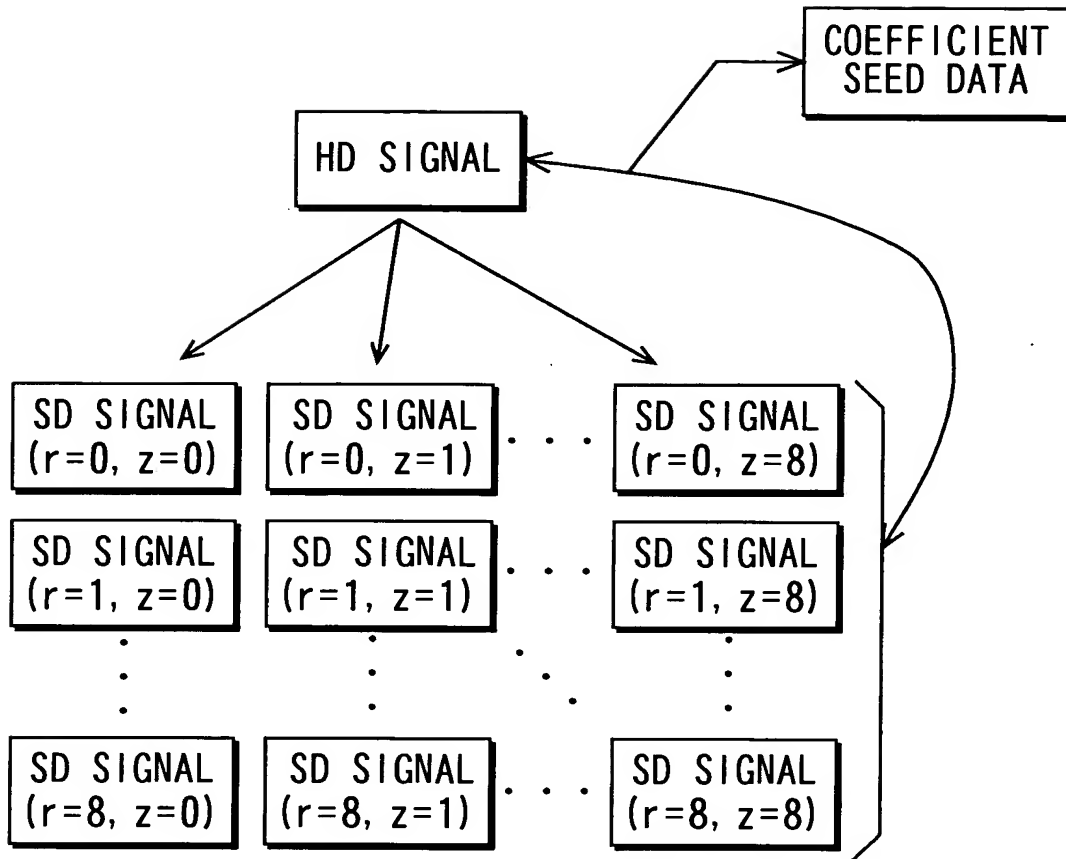 COEFFICIENT
SEED DATA
HD SIGNAL
SD SIGNAL
(r=0, z=0)
SD SIGNAL
(r=0, z=1)
SD SIGNAL
(r=0, z=8)
SD SIGNAL
(r=1, z=0)
SD SIGNAL
(r=1, z=1)
SD SIGNAL
(r=1, z=8)
SD SIGNAL
(r=8, z=0)
SD SIGNAL
(r=8, z=1)
SD SIGNAL
(r=8, z=8)